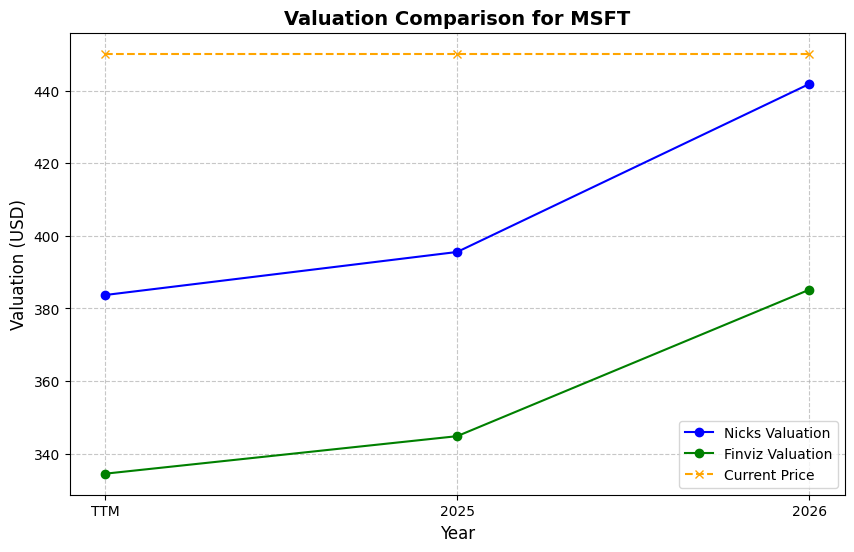 Valuation Comparison for MSFT
Valuation (USD)
440
420
400
380
360
340
TTM
2025
2026
Year
Nicks Valuation
Finviz Valuation
Current Price